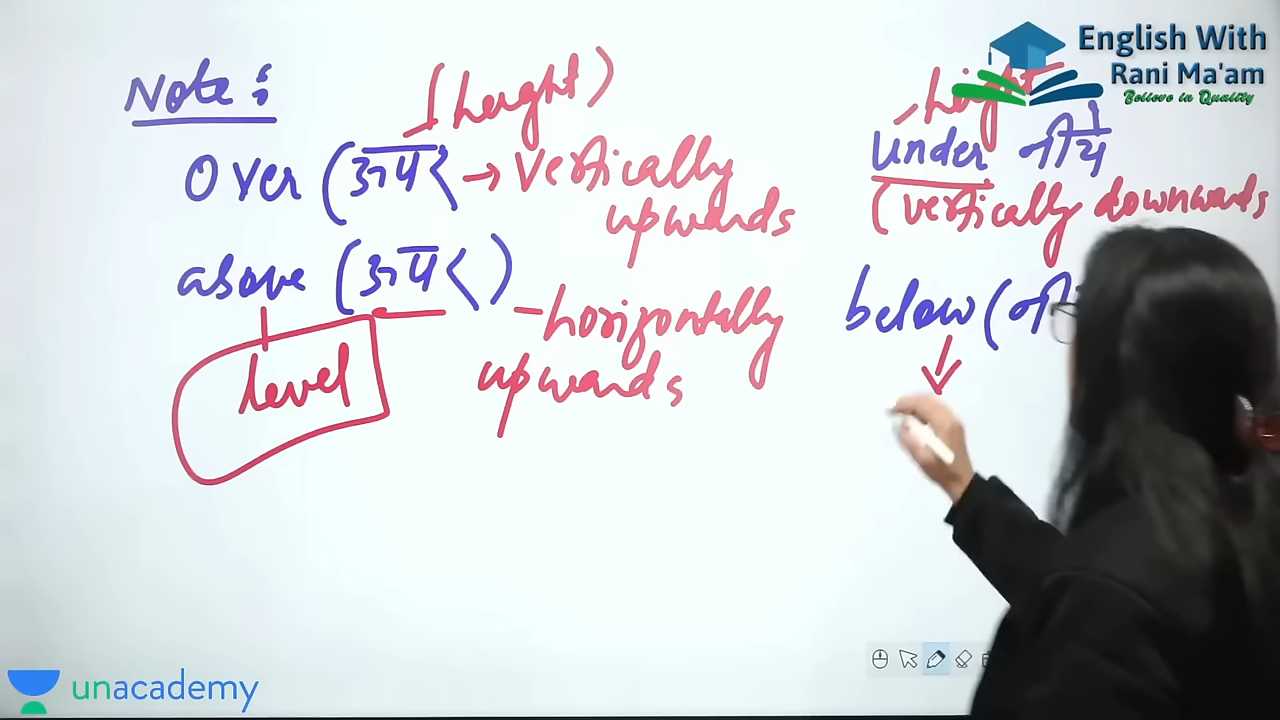 Note :
(height)
Over (ऊपर → Vertically
upwards
above (ऊपर)
- horizontally
upwards
level
height
under नीचे
(vertically downwards
below (
English With
Rani Ma'am
Believe in Quality
unacademy